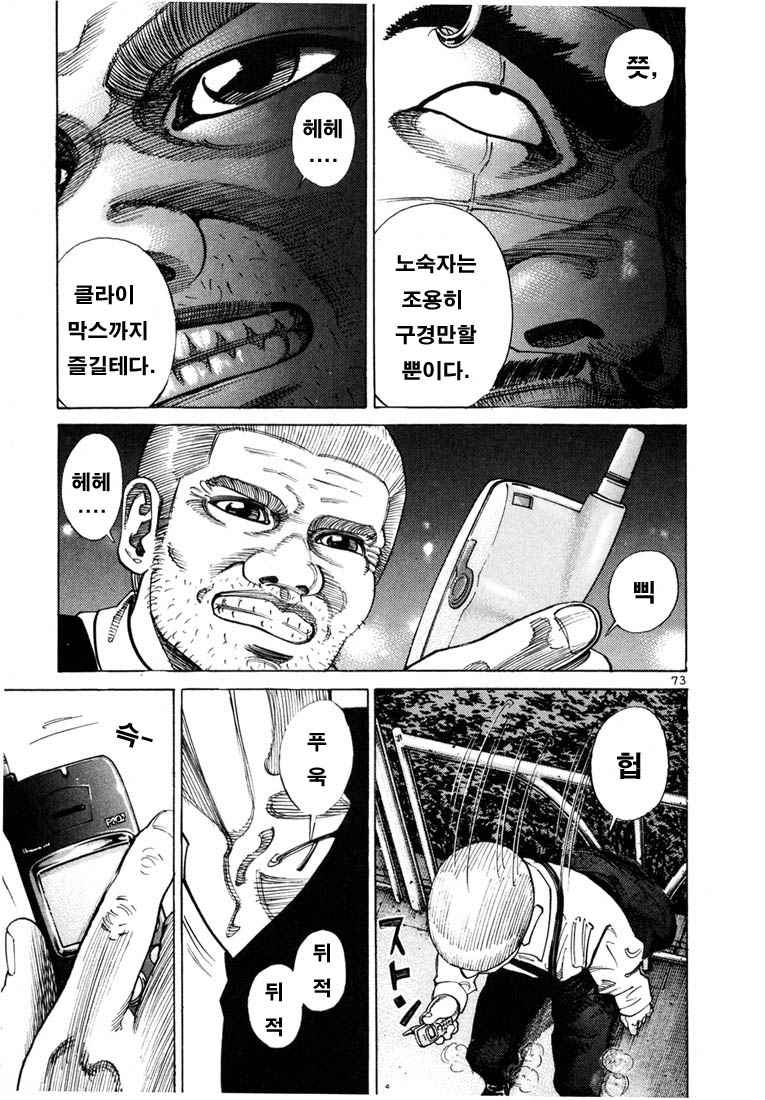 쯧,
노숙자는
조용히
구경만할
뿐이다.
헤헤
....
클라이
막스까지
즐길테다.
헤헤
....
삑
73
헙
ストン
푸
욱
뒤
적
뒤
적
슥-